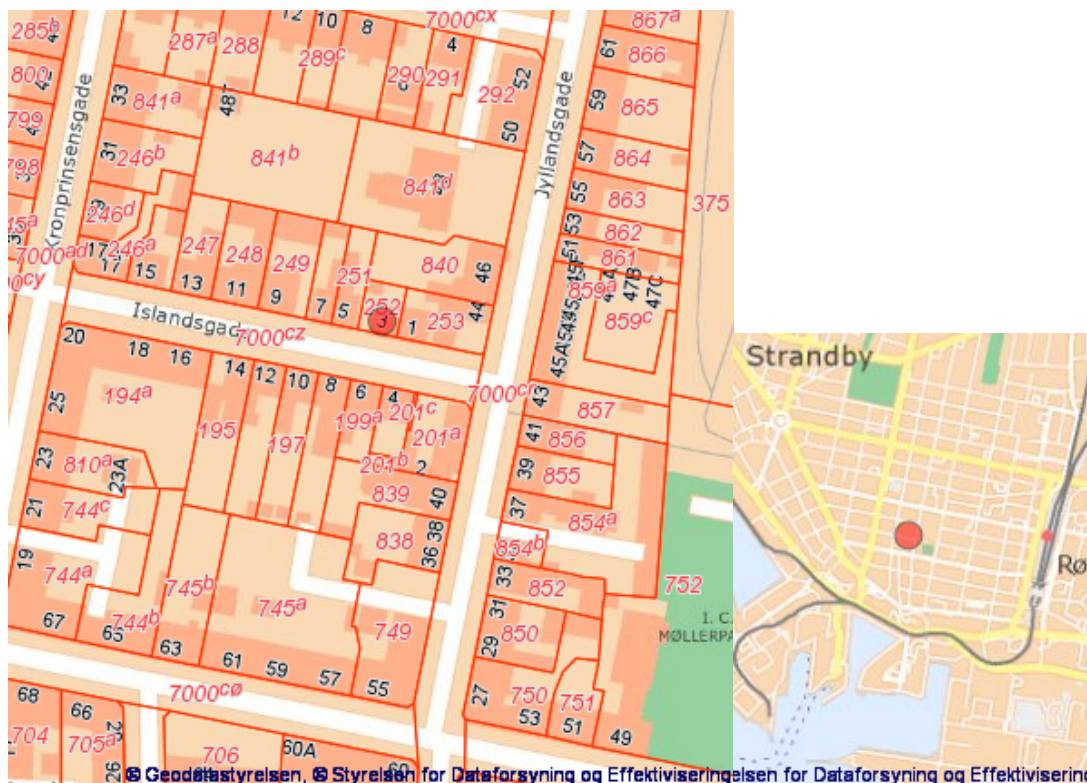 12 10 8 7000cx 867a
285b 287a 288 289c 4 61 866
800 290 291 52
799 33 841a 48 292 59 865
31 246b 841b 50 57 864
798 841d Jyllandsgade 55 863 375
246d 53 862
Kronprinsensgade 247 248 249 251 840 46 51 861
7000ad 17 246a 859a 47B 47C
17 15 13 11 9 7 5 252 44 859c
Islandsgade 3 1 253
7000cz
20 18 16 14 12 10 8 6 4 201c 45A
25 194a 199a 201a 43 857
195 197 201b 2 41 856
23 810a 23A 839 40 39 855
21 744c 838 38 37 854a
19 36 854b
744a 745b 745a 33 852 752
744b 749 31 850 I. C.
67 65 63 61 59 57 55 29 MØLLERPA
7000cø 27 750 751
68 66 53 51 49
704 705a 706 60A
26 60
Strandby
Rø
© Geodatastyrelsen, © Styrelsen for Dataforsyning og Effektivisering